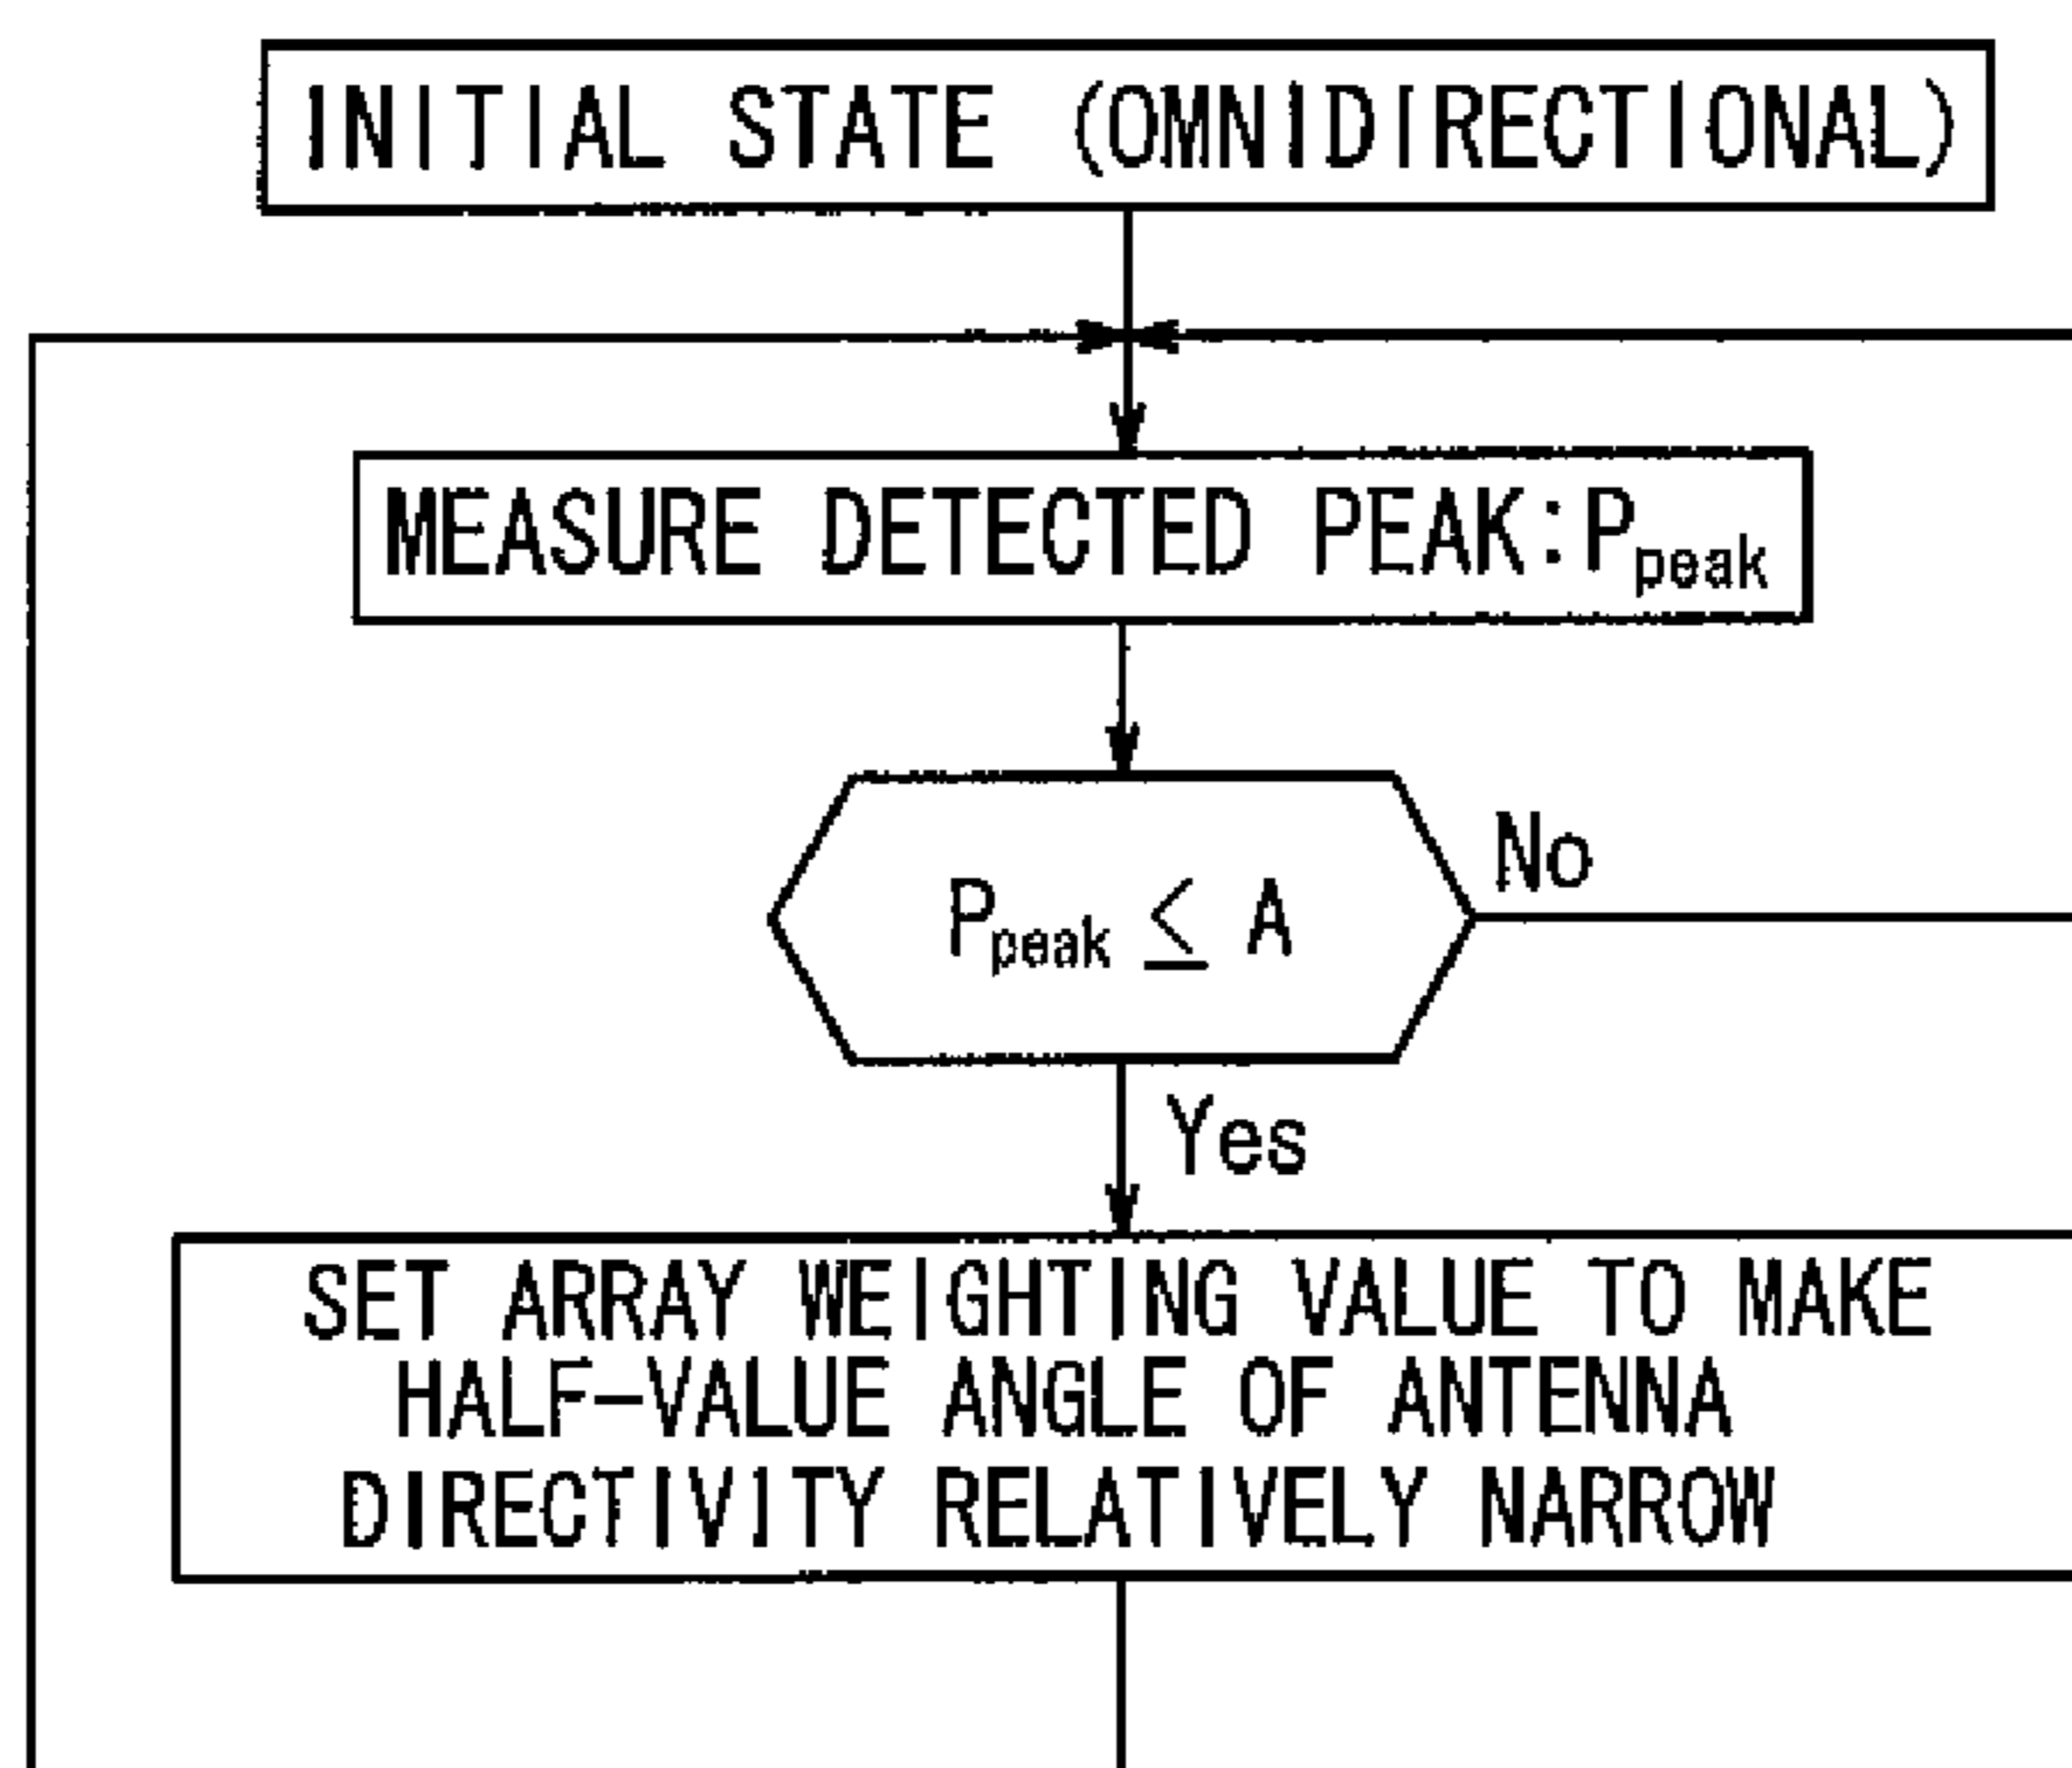 INITIAL STATE (OMNIDIRECTIONAL)
MEASURE DETECTED PEAK:Ppeak
Ppeak ≤ A
No
Yes
SET ARRAY WEIGHTING VALUE TO MAKE
HALF-VALUE ANGLE OF ANTENNA
DIRECTIVITY RELATIVELY NARROW